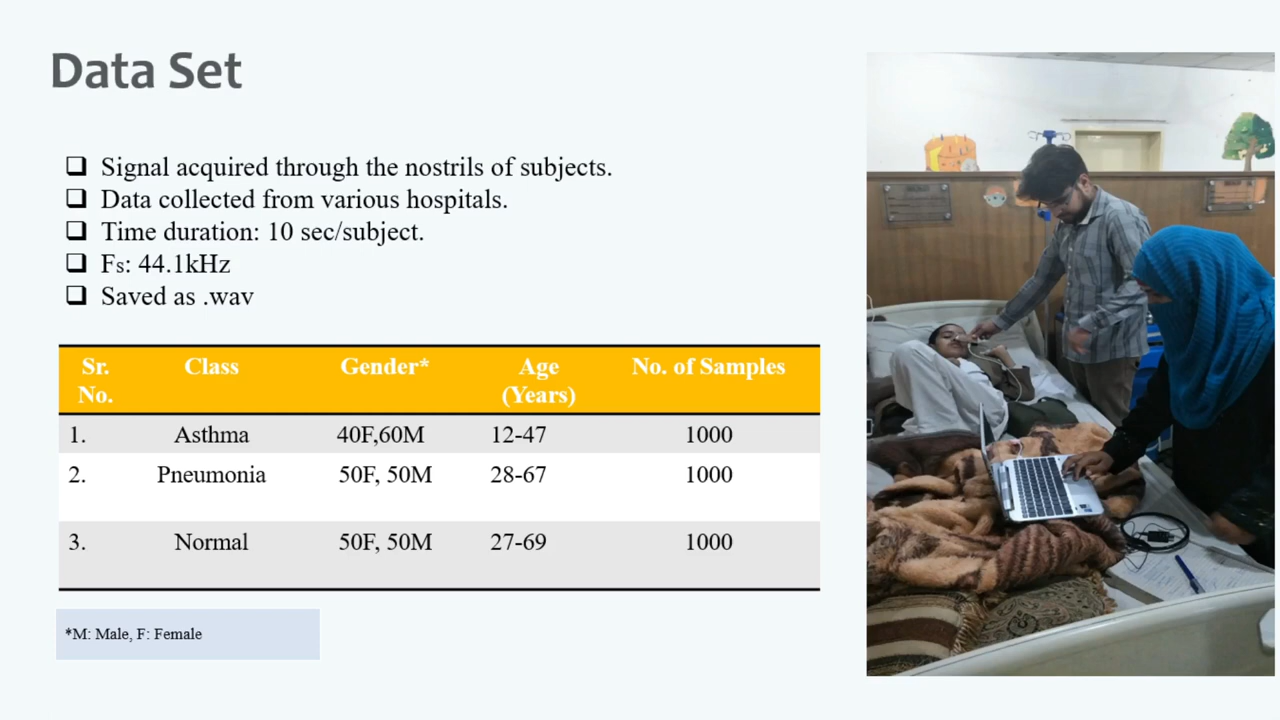 Data Set
❑ Signal acquired through the nostrils of subjects.
❑ Data collected from various hospitals.
❑ Time duration: 10 sec/subject.
❑ Fs: 44.1kHz
❑ Saved as .wav
Sr. No. Class Gender* Age (Years) No. of Samples
1. Asthma 40F,60M 12-47 1000
2. Pneumonia 50F, 50M 28-67 1000
3. Normal 50F, 50M 27-69 1000
*M: Male, F: Female